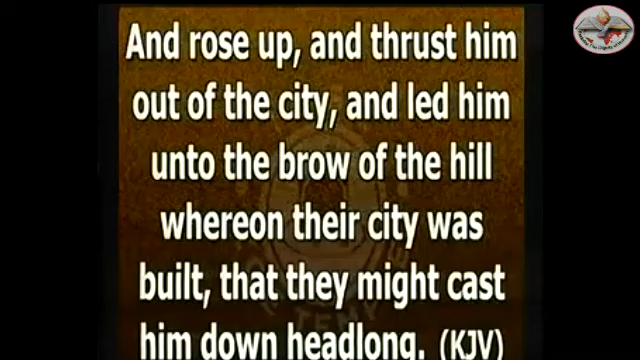 And rose up, and thrust him
out of the city, and led him
unto the brow of the hill
whereon their city was
built, that they might cast
him down headlong. (KJV)